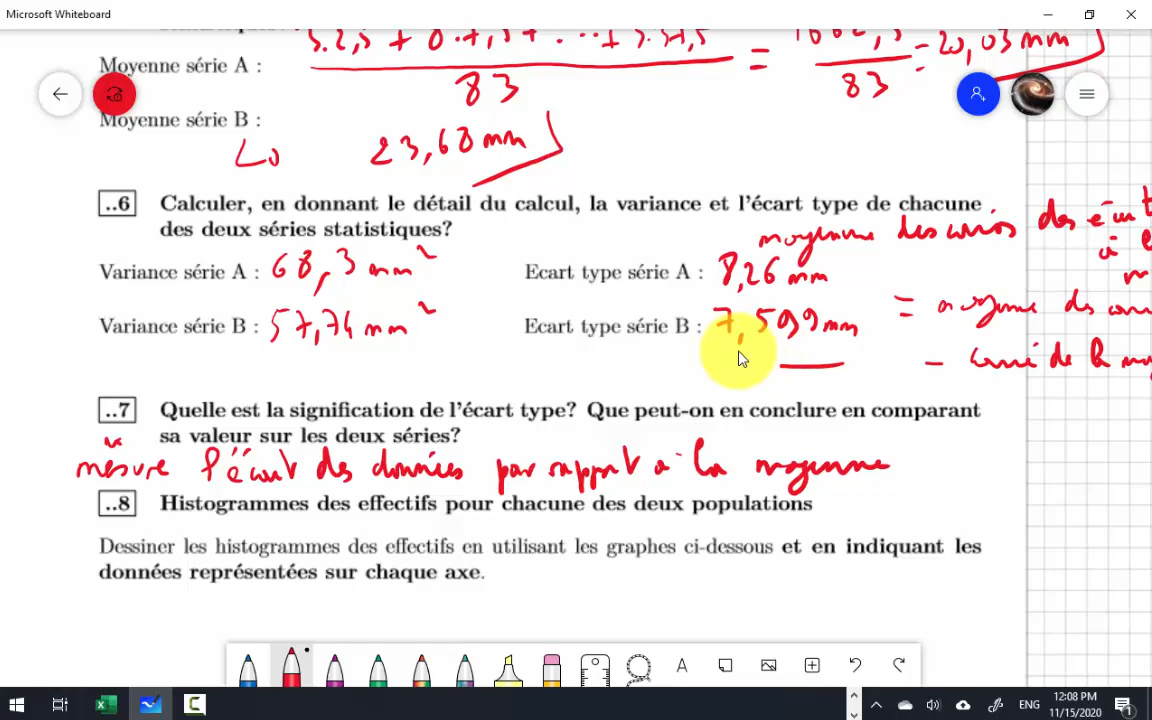 Microsoft Whiteboard
Moyenne série A :
83
=
83
= 20,03 mm
Moyenne série B :
23,68 mm
..6 Calculer, en donnant le détail du calcul, la variance et l'écart type de chacune
des deux séries statistiques?
moyenne des carrés des écarts
à
Variance série A : 68,3 mm²
Ecart type série A : 8,26 mm
Variance série B : 57,74 mm²
Ecart type série B : 7,599 mm
= moyenne des
– carré de la
..7 Quelle est la signification de l'écart type? Que peut-on en conclure en comparant
sa valeur sur les deux séries?
mesure l'écart des données par rapport à la moyenne
..8 Histogrammes des effectifs pour chacune des deux populations
Dessiner les histogrammes des effectifs en utilisant les graphes ci-dessous et en indiquant les
données représentées sur chaque axe.
A
ENG
12:08 PM
11/15/2020
1